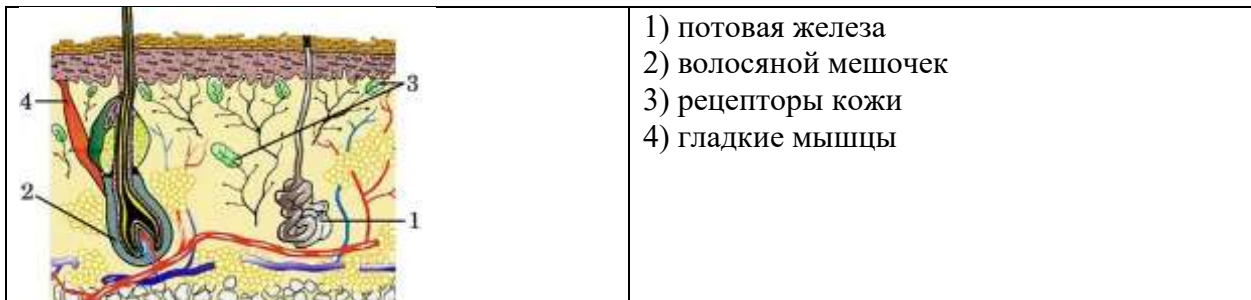 1) потовая железа
2) волосяной мешочек
3) рецепторы кожи
4) гладкие мышцы
4
3
2
1